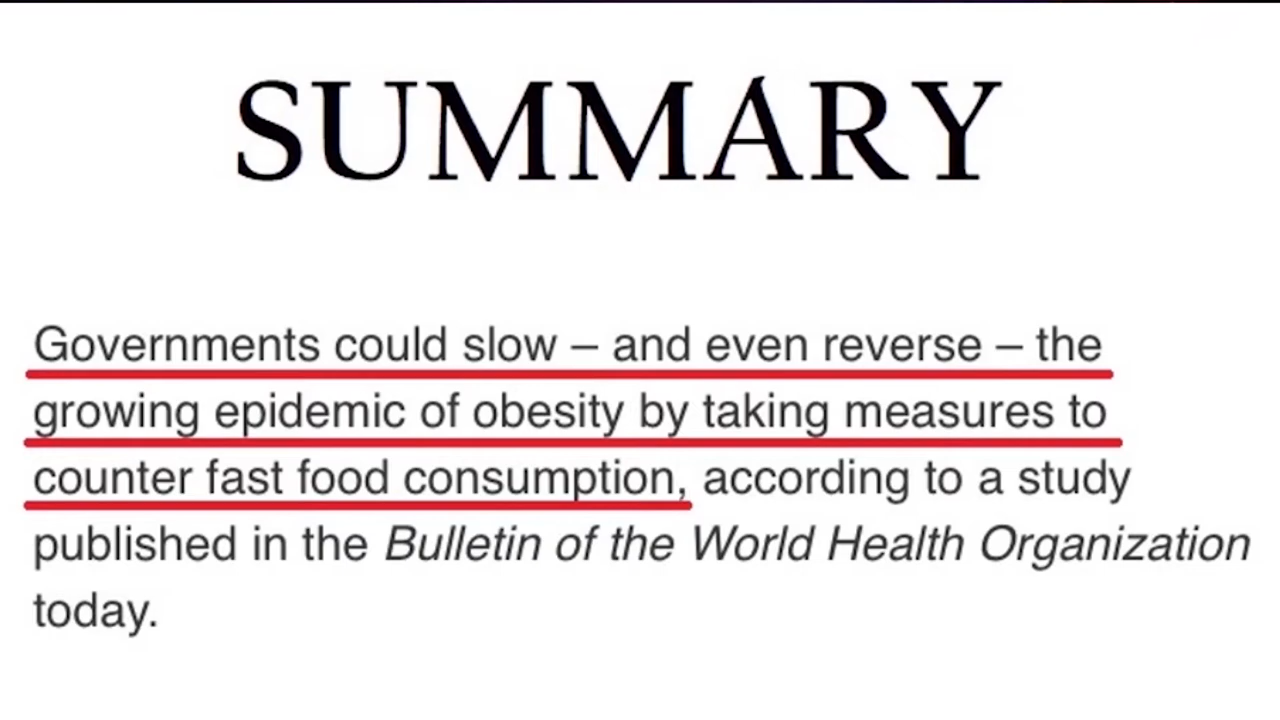 SUMMARY
Governments could slow – and even reverse – the
growing epidemic of obesity by taking measures to
counter fast food consumption, according to a study
published in the Bulletin of the World Health Organization
today.